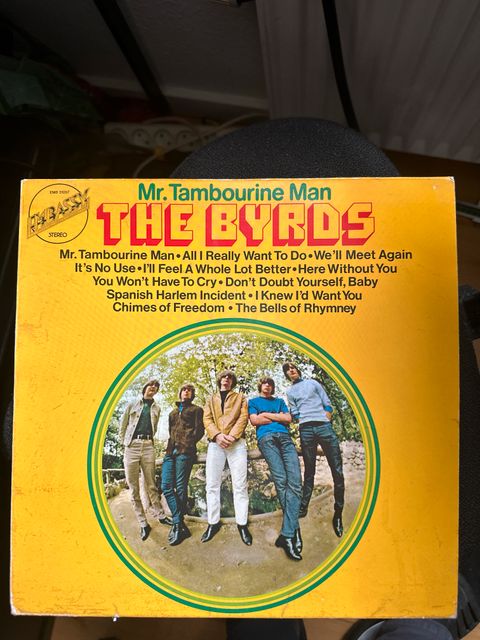 EMBASSY
STEREO
Mr. Tambourine Man
THE BYRDS
Mr. Tambourine Man • All I Really Want To Do • We'll Meet Again
It's No Use • I'll Feel A Whole Lot Better • Here Without You
You Won't Have To Cry • Don't Doubt Yourself, Baby
Spanish Harlem Incident • I Knew I'd Want You
Chimes of Freedom • The Bells of Rhymney